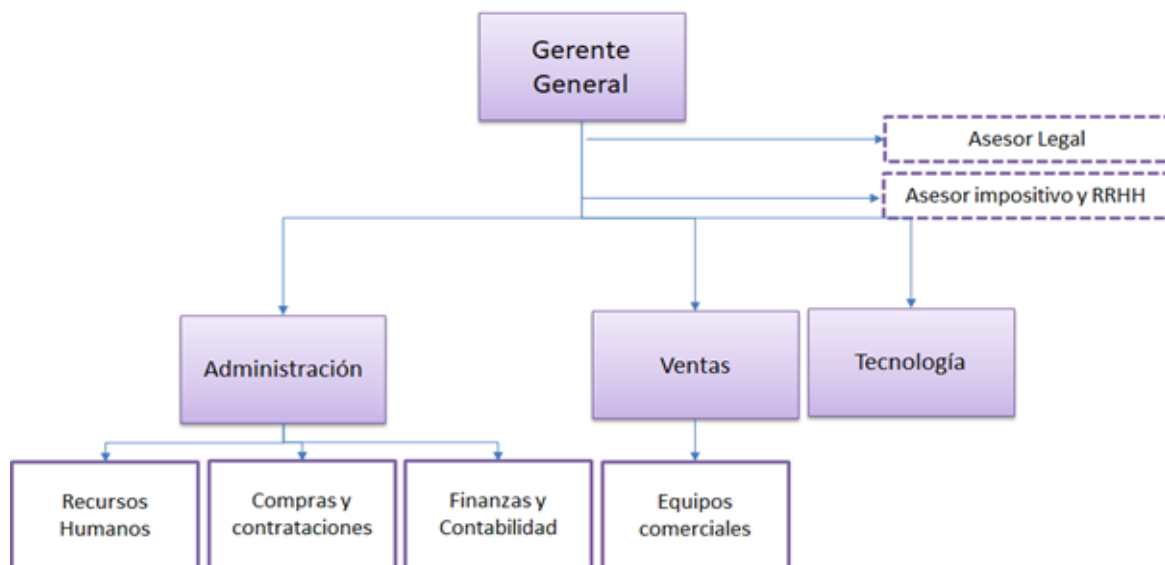 Gerente
General
Asesor Legal
Asesor impositivo y RRHH
Administración
Ventas
Tecnología
Recursos
Humanos
Compras y
contrataciones
Finanzas y
Contabilidad
Equipos
comerciales